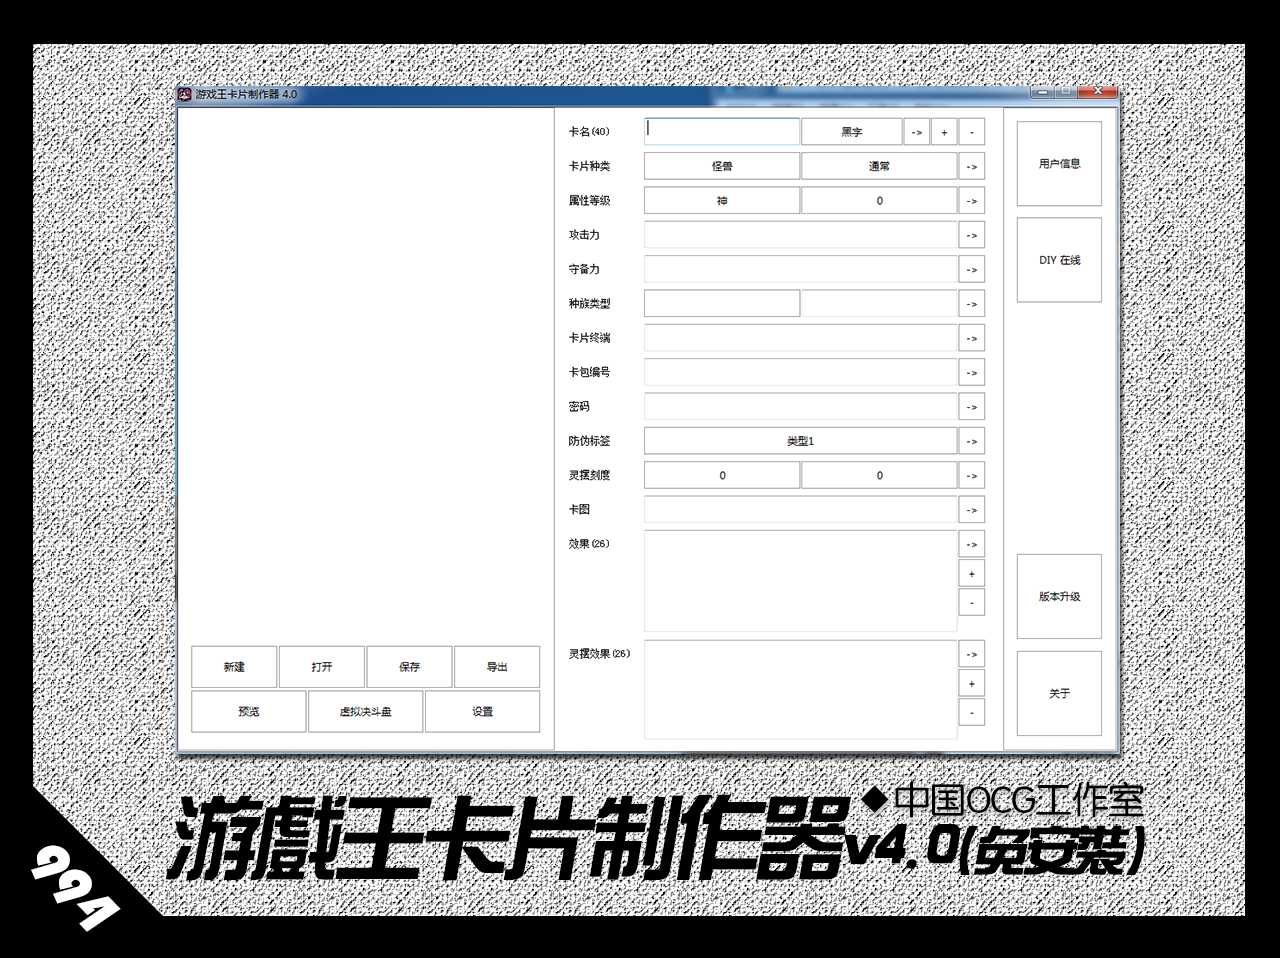 游戏王卡片制作器 4.0
卡名(40) 黑字 -> + -
卡片种类 怪兽 通常 ->
属性等级 神 0 ->
攻击力 ->
守备力 ->
种族类型 ->
卡片终端 ->
卡包编号 ->
密码 ->
防伪标签 类型1 ->
灵摆刻度 0 0 ->
卡图 ->
效果(26) ->
+
-
灵摆效果(26) ->
+
-
新建 打开 保存 导出
预览 虚拟决斗盘 设置
用户信息
DIY 在线
版本升级
关于
◆中国OCG工作室
游戲王卡片制作器v4.0(免安裝)
994